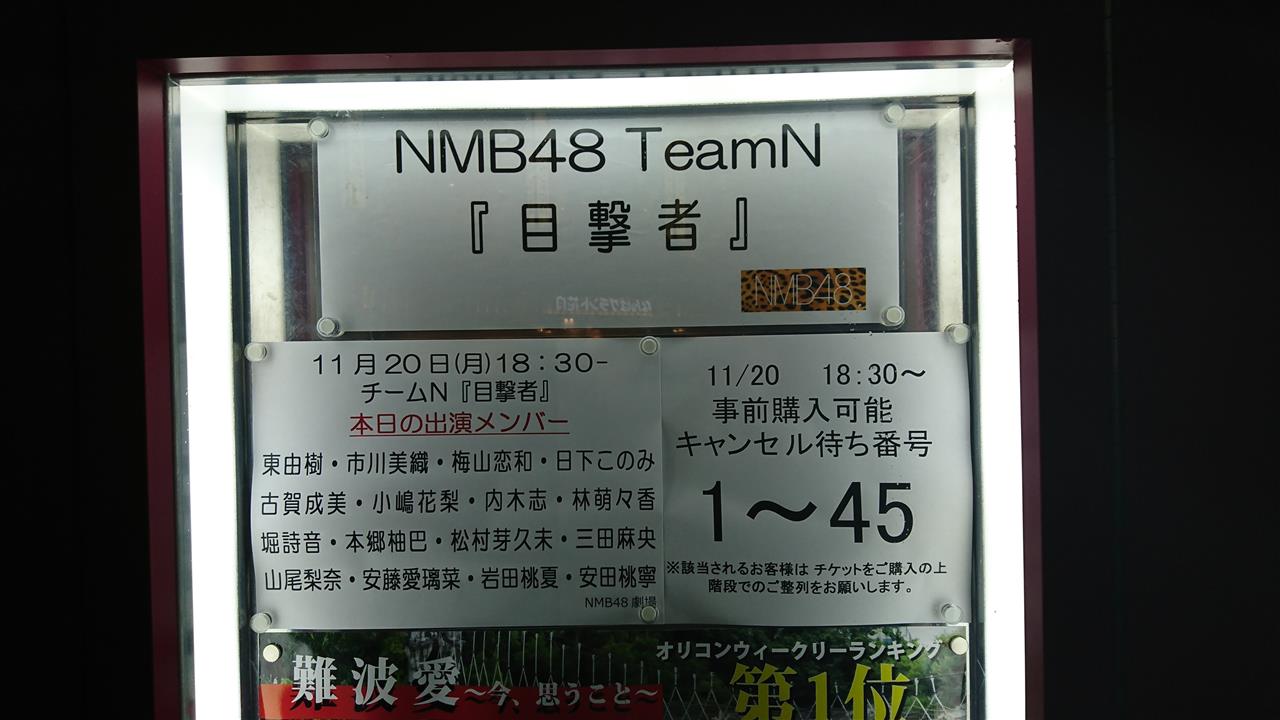 NMB48 TeamN
『目撃者』
NMB48
なんばグランド花月
11月20日(月)18:30-
チームN『目撃者』
本日の出演メンバー
東由樹・市川美織・梅山恋和・日下このみ
古賀成美・小嶋花梨・内木志・林萌々香
堀詩音・本郷柚巴・松村芽久未・三田麻央
山尾梨奈・安藤愛璃菜・岩田桃夏・安田桃寧
NMB48 劇場
11/20 18:30～
事前購入可能
キャンセル待ち番号
1～45
※該当されるお客様は チケットをご購入の上
階段でのご整列をお願いします。
難波愛～今、思うこと～
オリコンウィークリーランキング
第1位